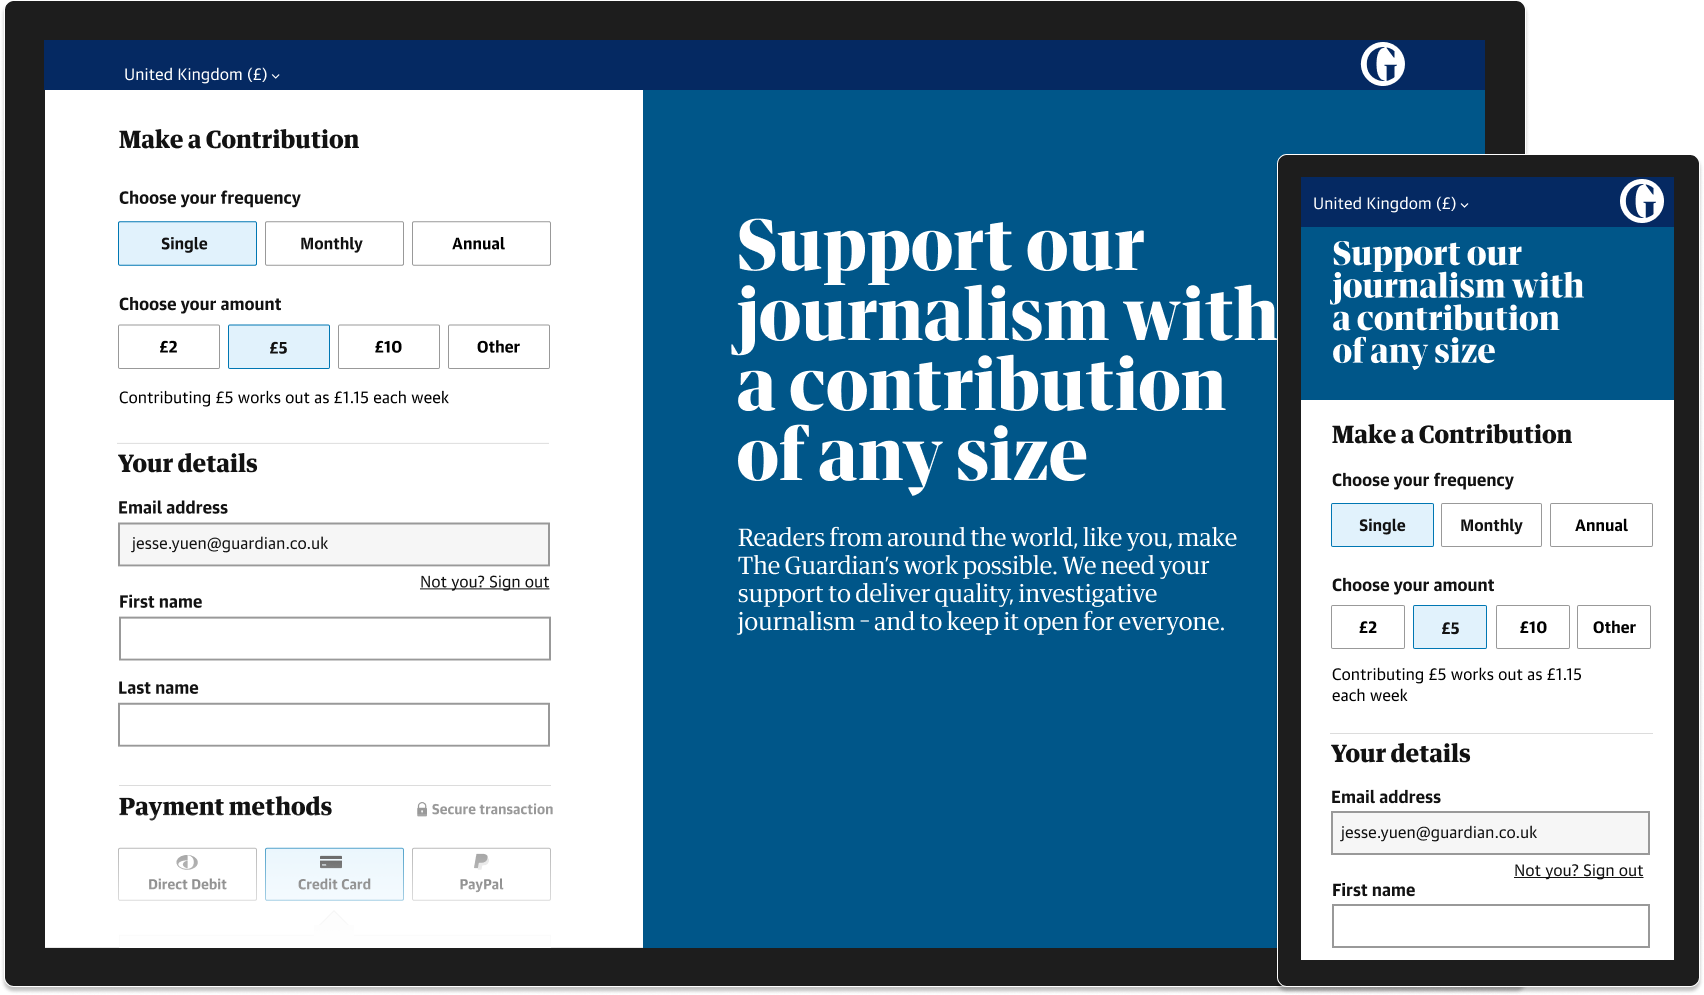 United Kingdom (£)
G
Make a Contribution
Choose your frequency
Single Monthly Annual
Choose your amount
£2 £5 £10 Other
Contributing £5 works out as £1.15 each week
Your details
Email address
jesse.yuen@guardian.co.uk
Not you? Sign out
First name
Last name
Payment methods Secure transaction
Direct Debit Credit Card PayPal
Support our
journalism with
a contribution
of any size
Readers from around the world, like you, make
The Guardian’s work possible. We need your
support to deliver quality, investigative
journalism – and to keep it open for everyone.
United Kingdom (£)
G
Support our
journalism with
a contribution
of any size
Make a Contribution
Choose your frequency
Single Monthly Annual
Choose your amount
£2 £5 £10 Other
Contributing £5 works out as £1.15
each week
Your details
Email address
jesse.yuen@guardian.co.uk
Not you? Sign out
First name